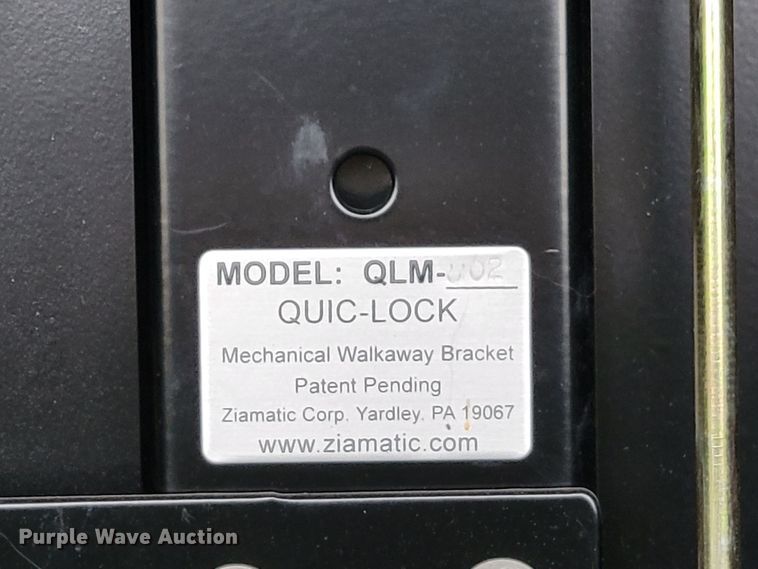 MODEL: QLM-U02
QUIC-LOCK
Mechanical Walkaway Bracket
Patent Pending
Ziamatic Corp. Yardley, PA 19067
www.ziamatic.com
Purple Wave Auction